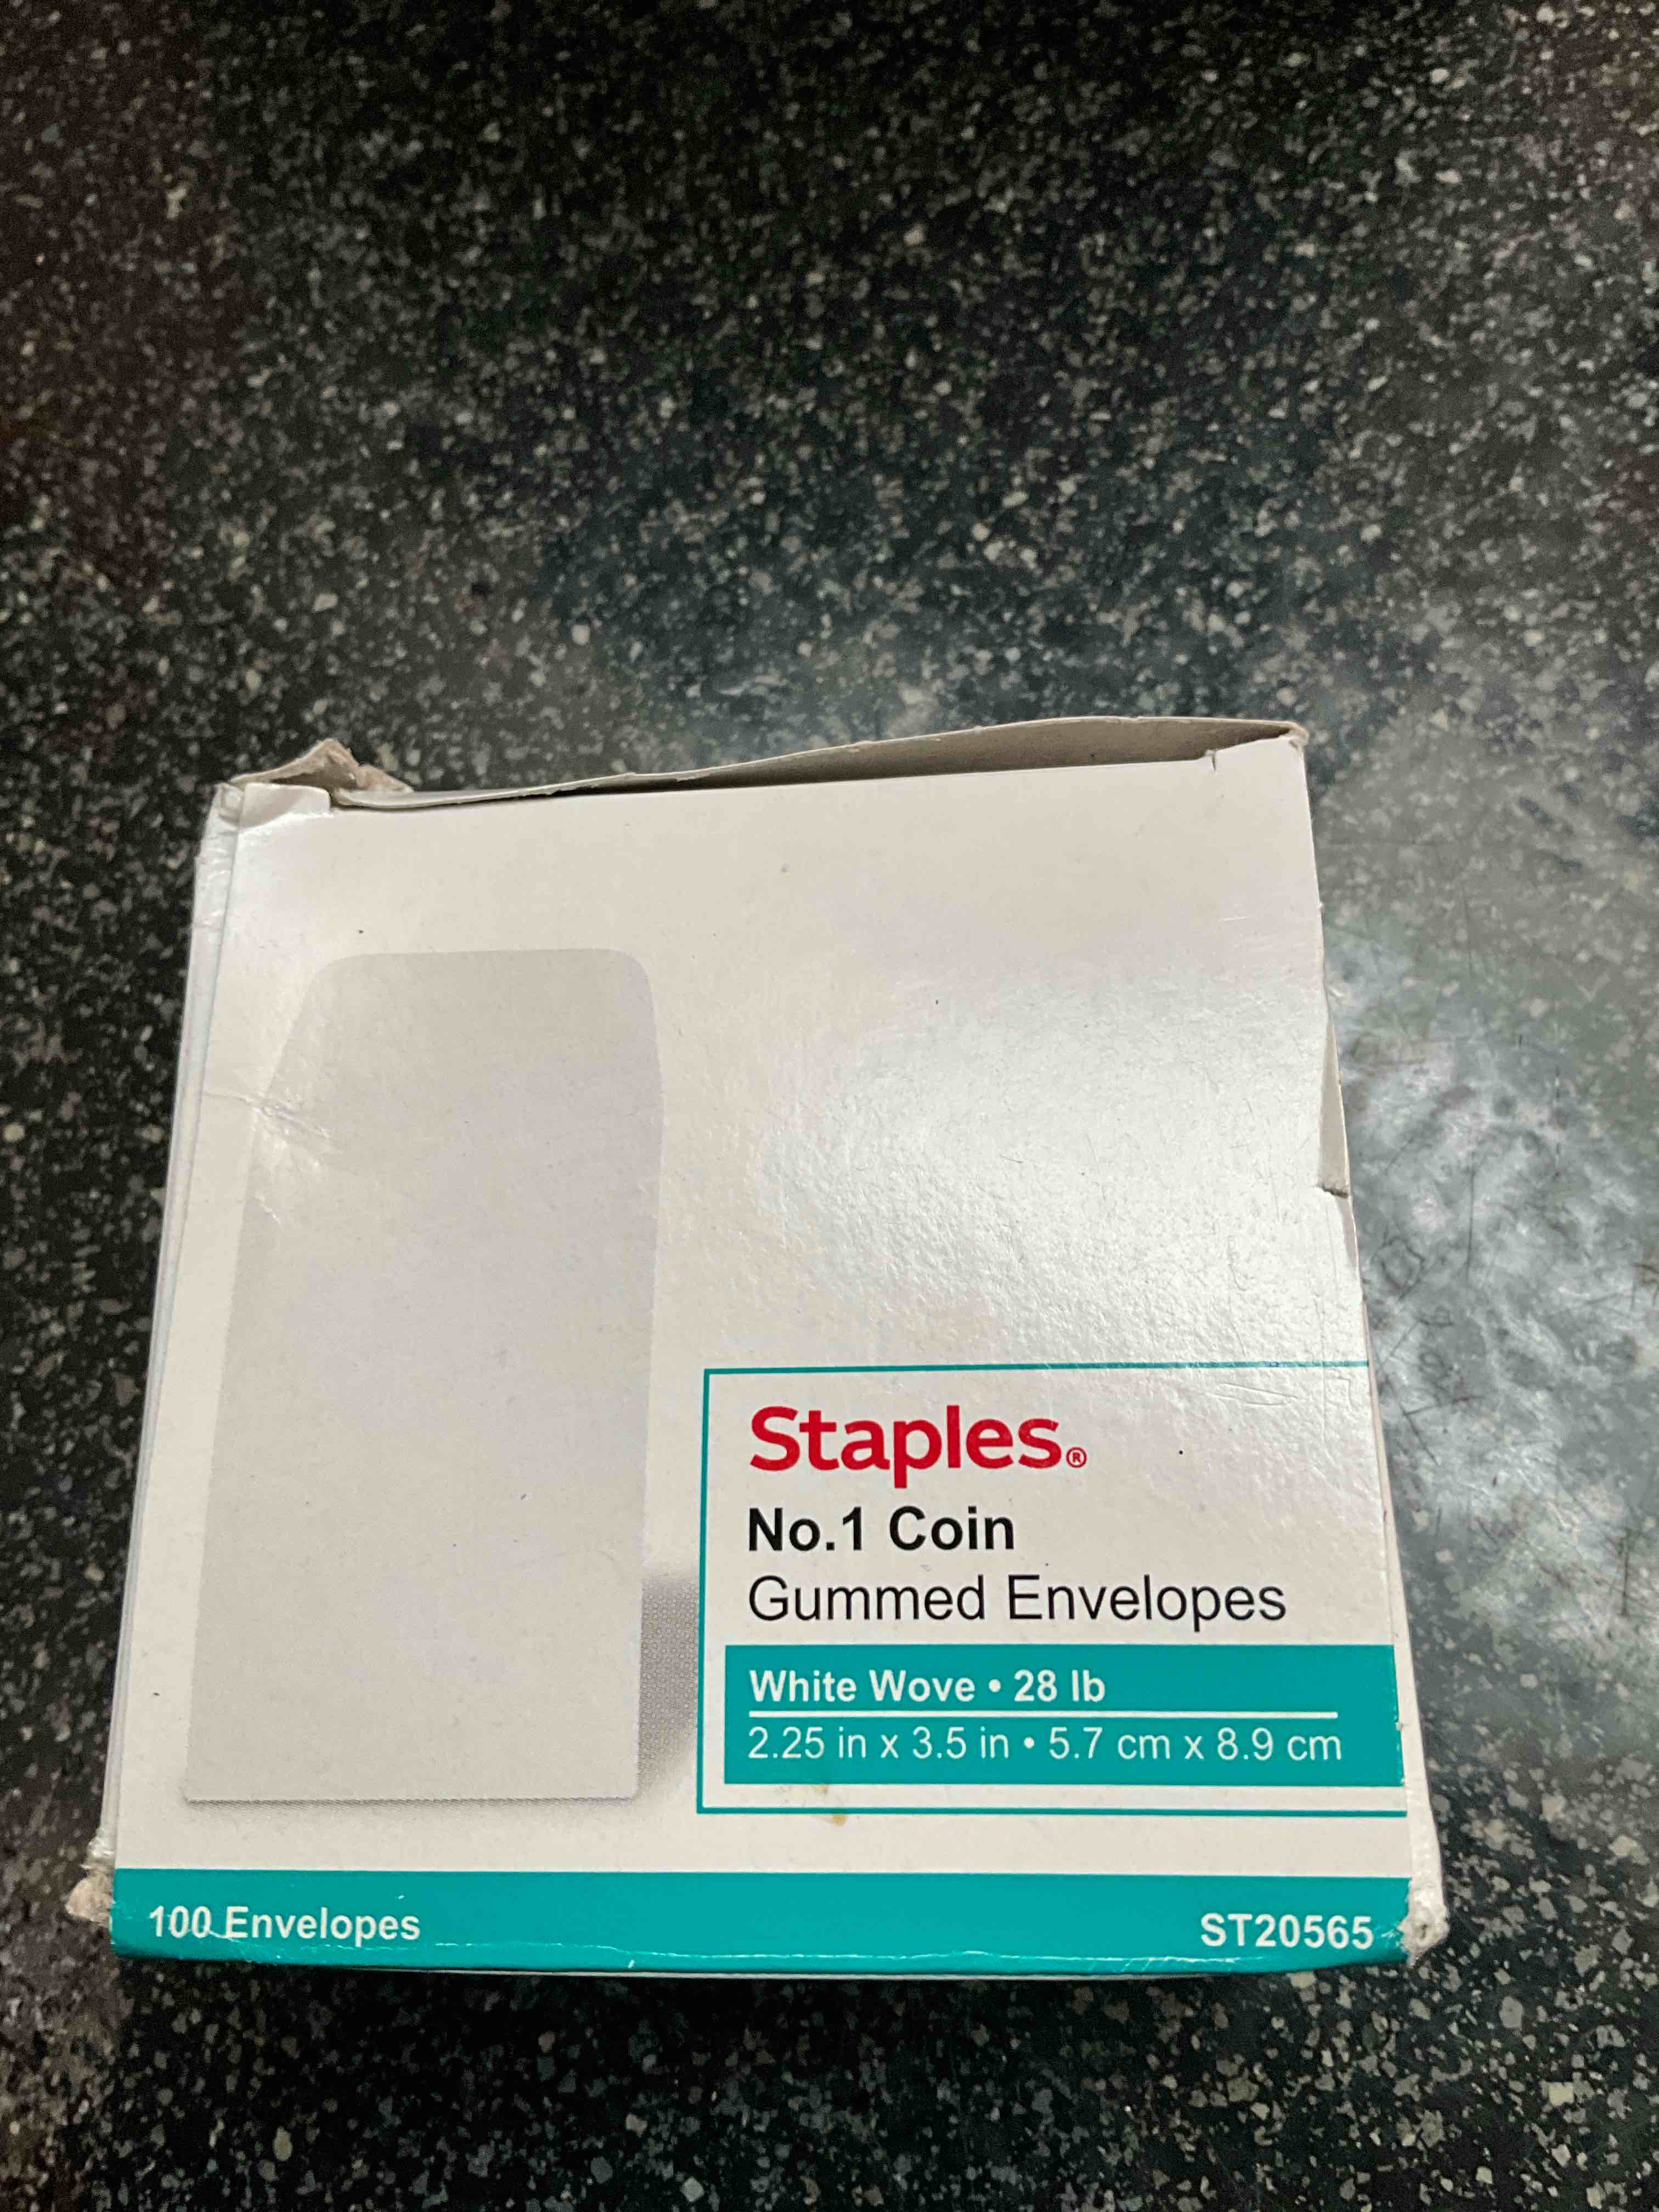 Staples®
No.1 Coin
Gummed Envelopes
White Wove • 28 lb
2.25 in x 3.5 in • 5.7 cm x 8.9 cm
100 Envelopes
ST20565